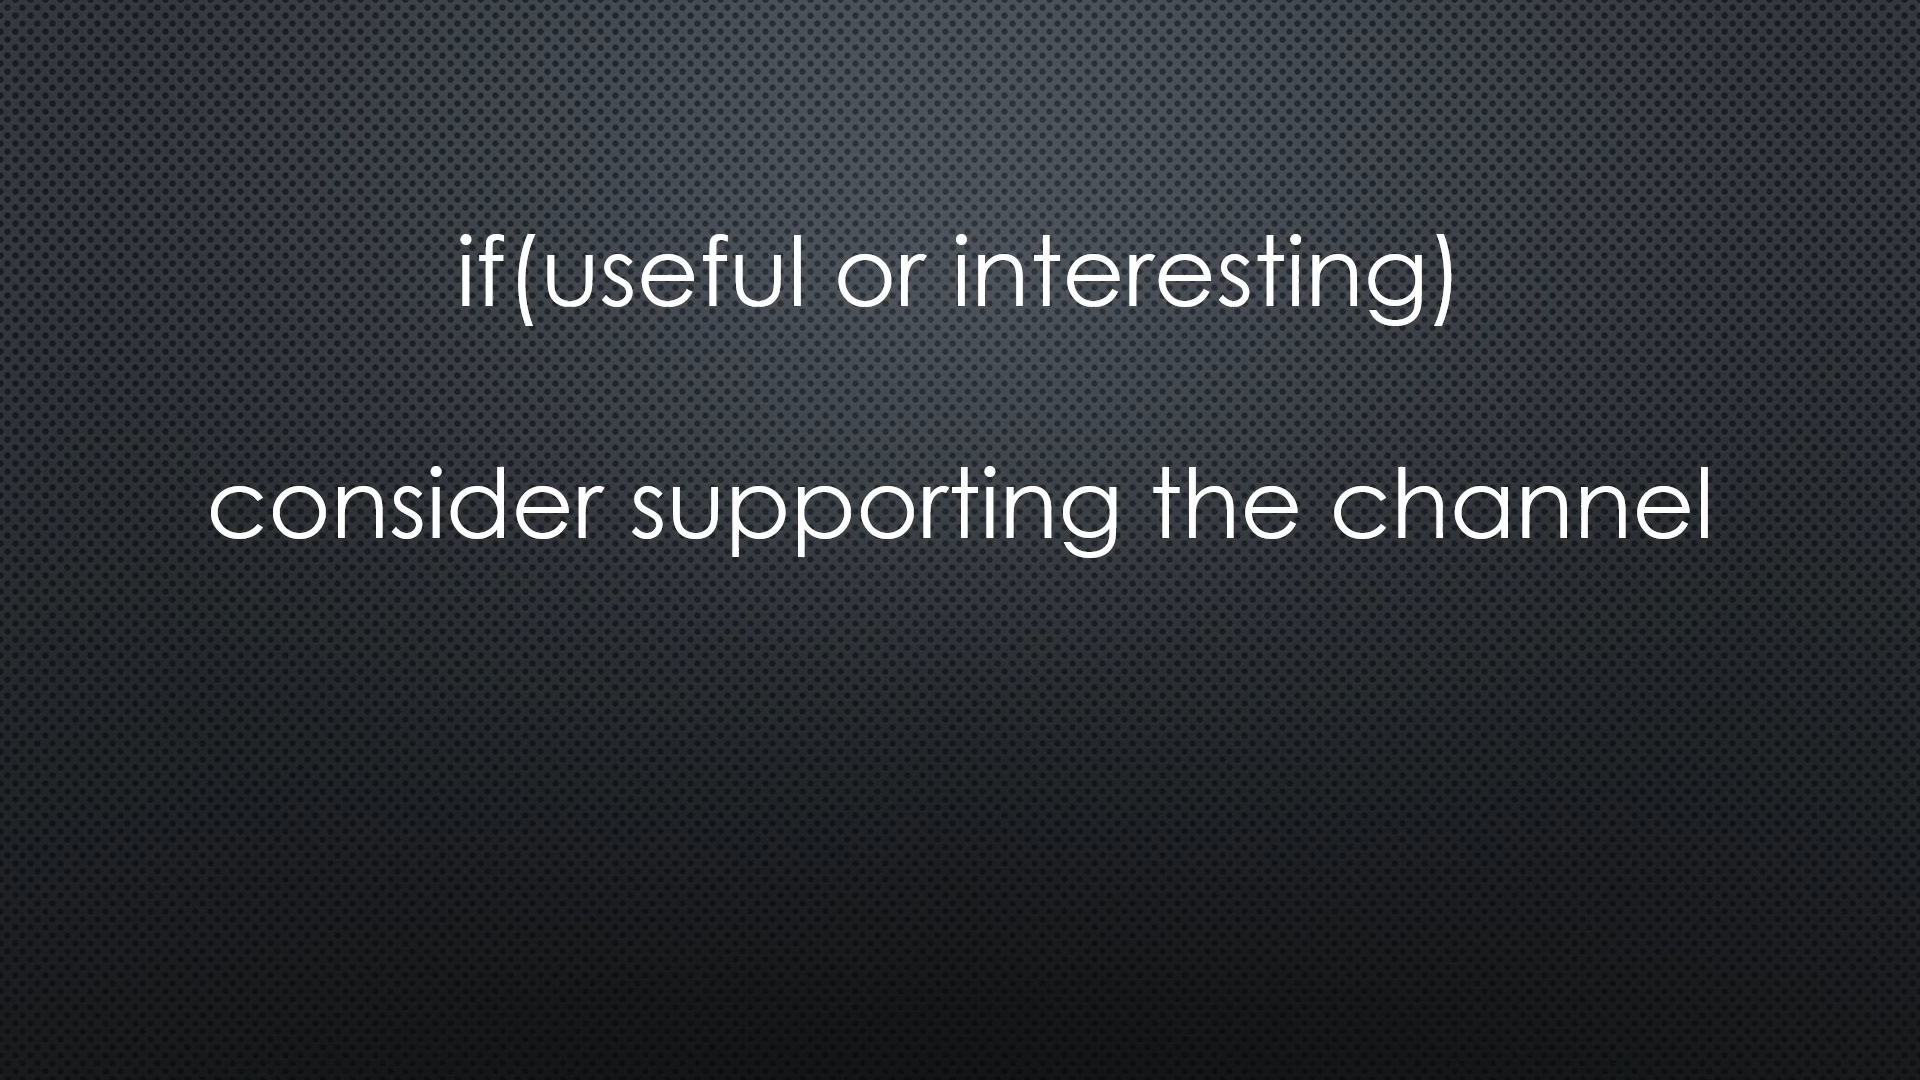 if(useful or interesting)
consider supporting the channel